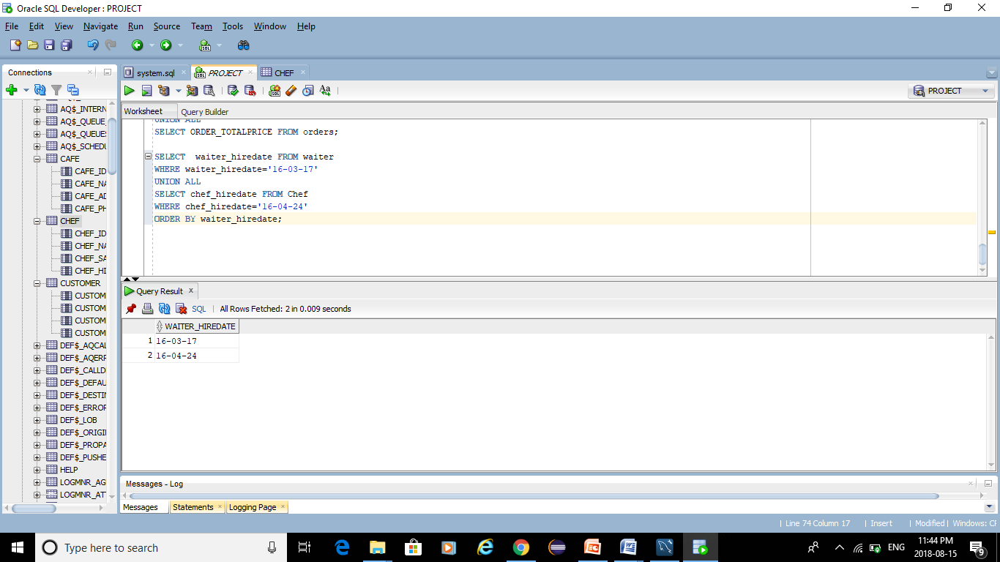 Oracle SQL Developer : PROJECT
File Edit View Navigate Run Source Team Tools Window Help
Connections
system.sql PROJECT CHEF
PROJECT
Worksheet Query Builder
AQ$_INTERN
AQ$_QUEUE_
AQ$_QUEUES
AQ$_SCHEDU
CAFE
CAFE_ID
CAFE_NA
CAFE_AD
CAFE_PH
CHEF
CHEF_ID
CHEF_NA
CHEF_SA
CHEF_HI
CUSTOMER
CUSTOM
CUSTOM
CUSTOM
CUSTOM
DEF$_AQCAL
DEF$_AQERR
DEF$_CALLDE
DEF$_DEFAU
DEF$_DESTIN
DEF$_ERROR
DEF$_LOB
DEF$_ORIGIN
DEF$_PROPA
DEF$_PUSHE
HELP
LOGMNR_AG
LOGMNR_AT
UNION ALL
SELECT ORDER_TOTALPRICE FROM orders;
SELECT  waiter_hiredate FROM waiter
WHERE waiter_hiredate='16-03-17'
UNION ALL
SELECT chef_hiredate FROM Chef
WHERE chef_hiredate='16-04-24'
ORDER BY waiter_hiredate;
Query Result
SQL | All Rows Fetched: 2 in 0.009 seconds
WAITER_HIREDATE
1 16-03-17
2 16-04-24
Messages - Log
Messages Statements Logging Page
| Line 74 Column 17 | Insert | Modified | Windows: CF
Type here to search
ENG
11:44 PM
2018-08-15
9